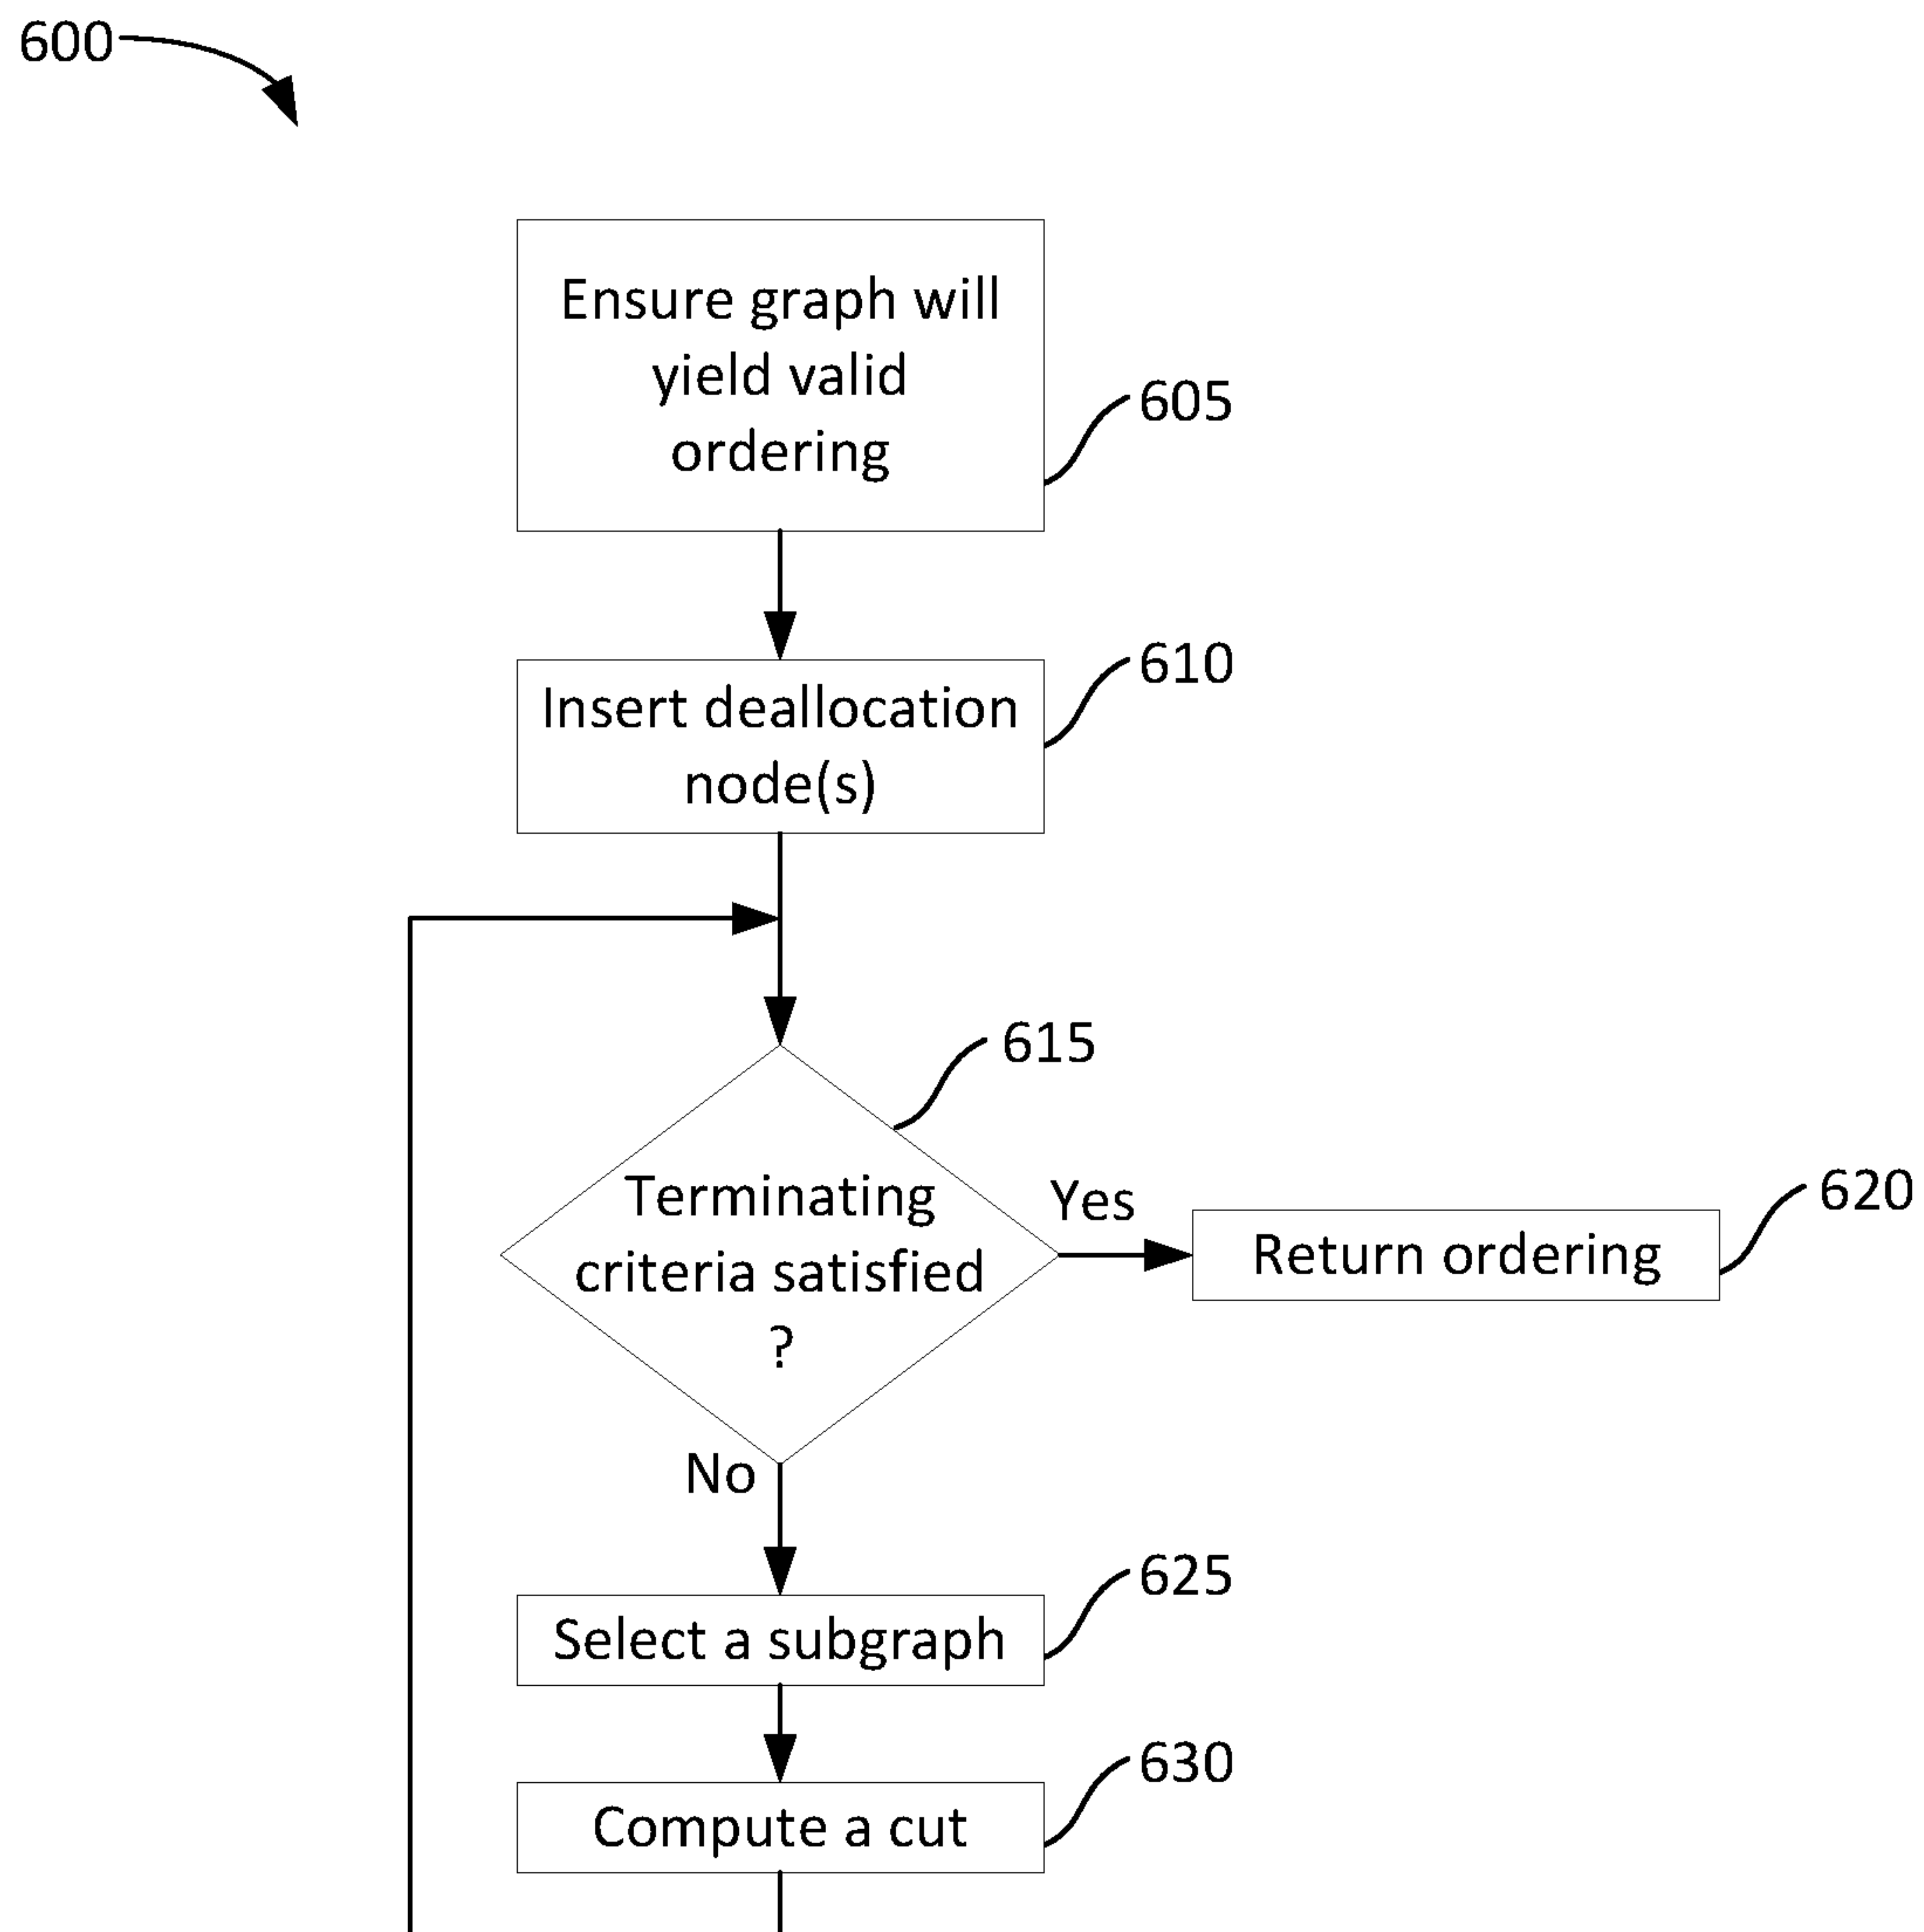 600
Ensure graph will
yield valid
ordering
605
Insert deallocation
node(s)
610
615
Terminating
criteria satisfied
?
Yes
Return ordering
620
No
Select a subgraph
625
Compute a cut
630